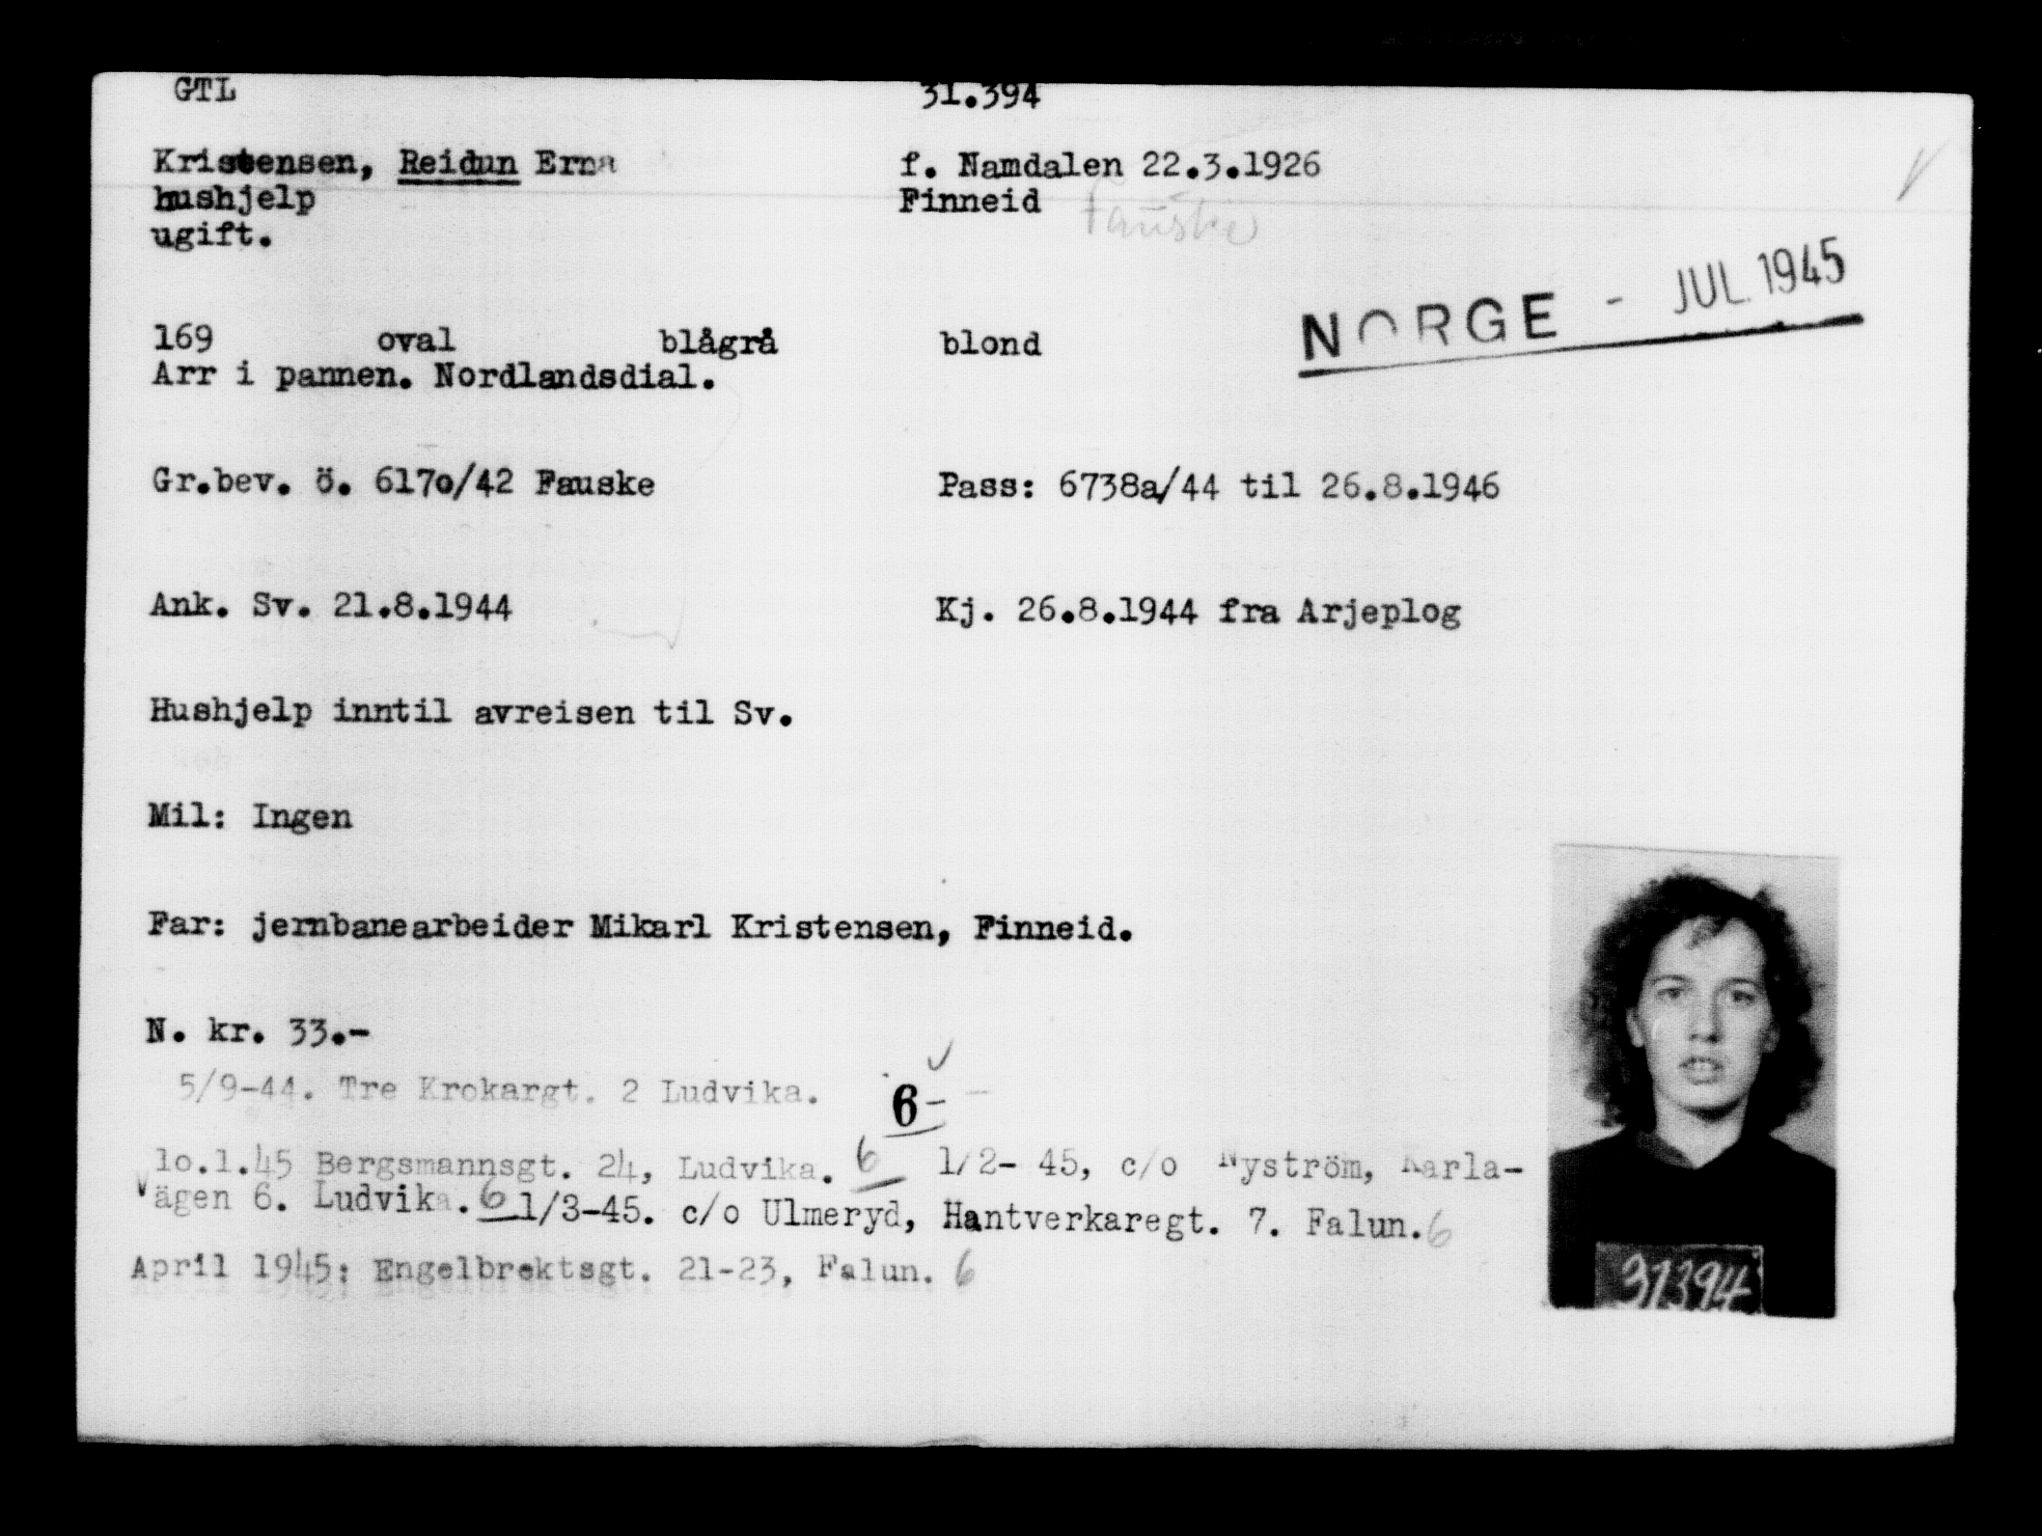 GTL 31.394
Kristensen, Reidun Erna f. Namdalen 22.3.1926
hushjelp Finneid Fauske
ugift.
NORGE - JUL 1945
169 oval blågrå blond
Arr i pannen. Nordlandsdial.
Gr.bev. ö. 617o/42 Fauske Pass: 6738a/44 til 26.8.1946
Ank. Sv. 21.8.1944 Kj. 26.8.1944 fra Arjeplog
Hushjelp inntil avreisen til Sv.
Mil: Ingen
Far: jernbanearbeider Mikarl Kristensen, Finneid.
N. kr. 33.-
5/9-44. Tre Krokargt. 2 Ludvika. 6-
lo.1.45 Bergsmannsgt. 24, Ludvika. 6 1/2- 45, c/o Nyström, Karla-
vägen 6. Ludvika. 6 1/3-45. c/o Ulmeryd, Hantverkaregt. 7. Falun. 6
April 1945: Engelbrektsgt. 21-23, Falun. 6
31394